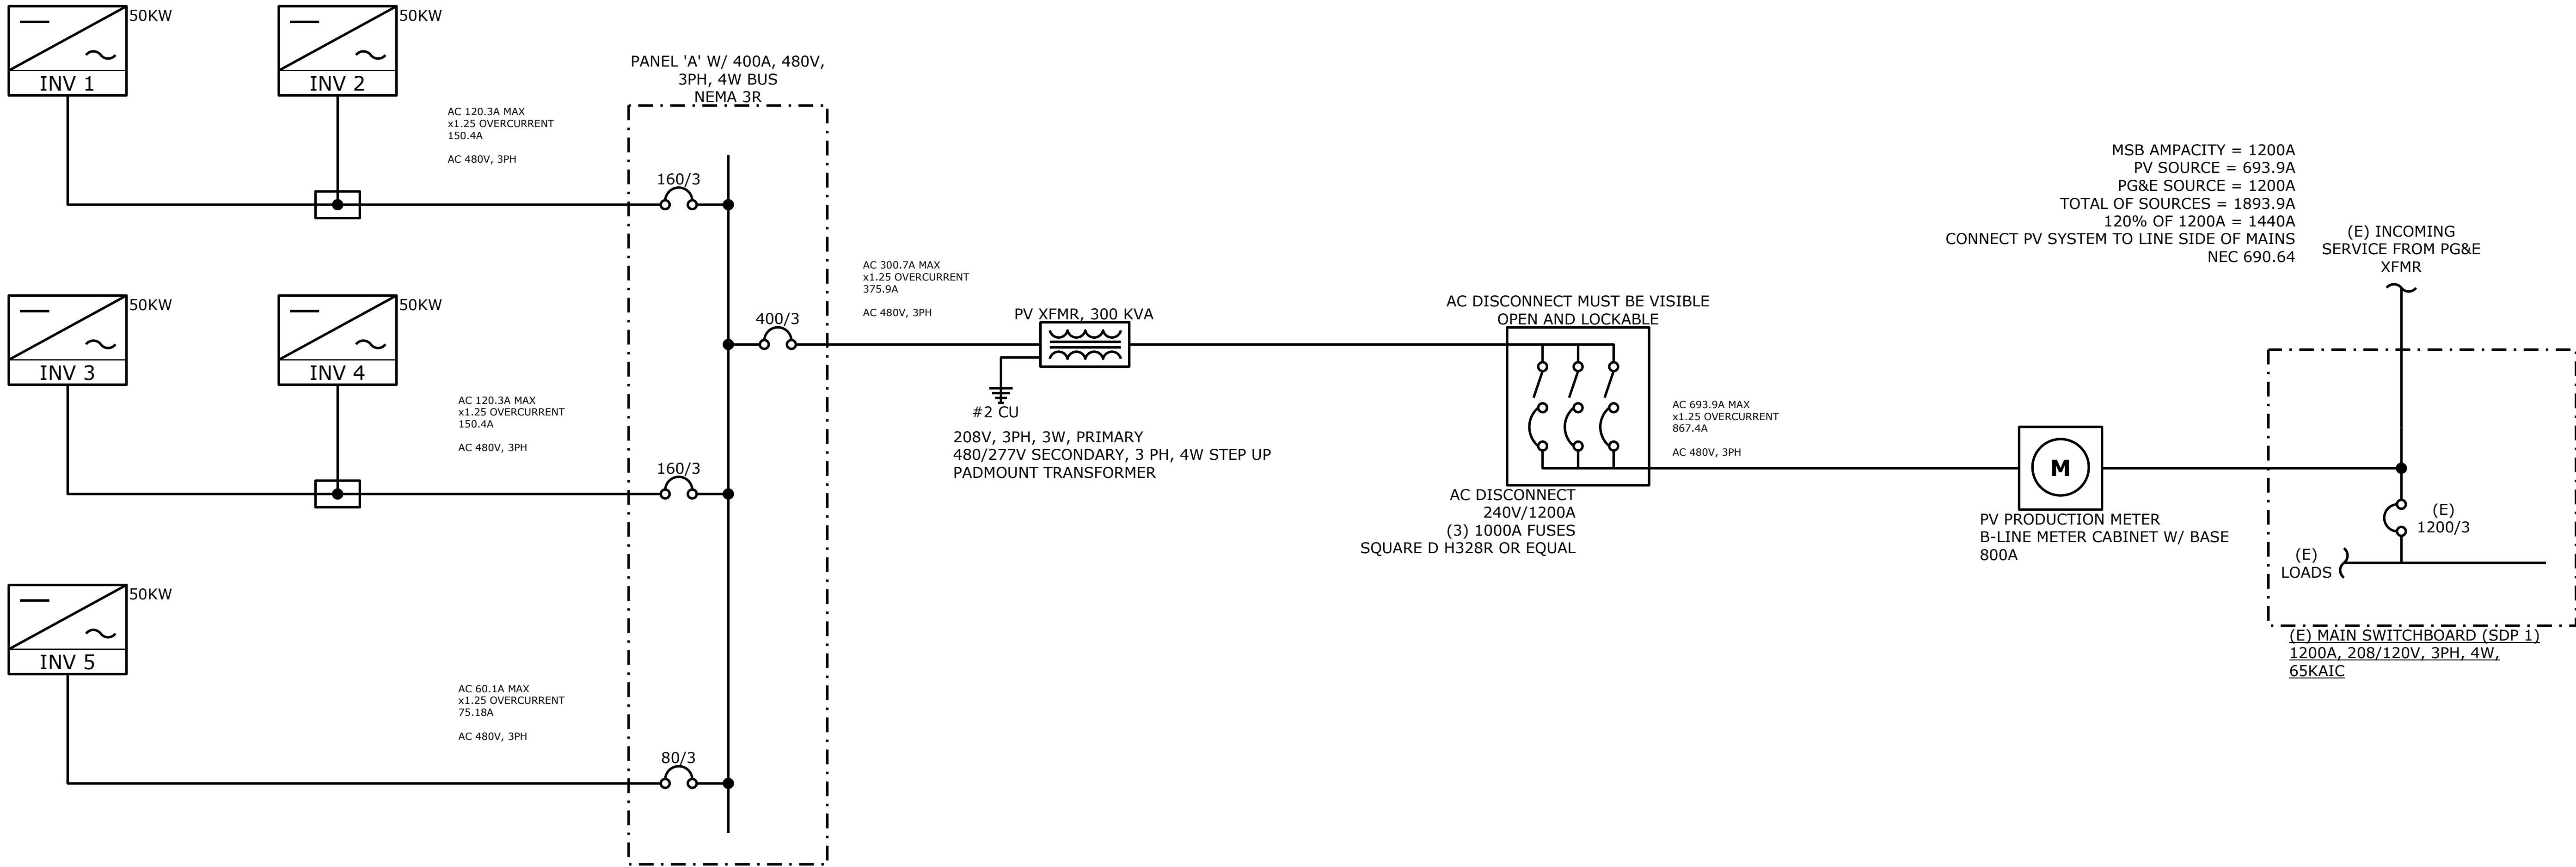 50KW
INV 1
50KW
INV 2
AC 120.3A MAX
x1.25 OVERCURRENT
150.4A
AC 480V, 3PH
PANEL 'A' W/ 400A, 480V,
3PH, 4W BUS
NEMA 3R
160/3
50KW
INV 3
50KW
INV 4
AC 120.3A MAX
x1.25 OVERCURRENT
150.4A
AC 480V, 3PH
160/3
50KW
INV 5
AC 60.1A MAX
x1.25 OVERCURRENT
75.18A
AC 480V, 3PH
80/3
400/3
AC 300.7A MAX
x1.25 OVERCURRENT
375.9A
AC 480V, 3PH
PV XFMR, 300 KVA
#2 CU
208V, 3PH, 3W, PRIMARY
480/277V SECONDARY, 3 PH, 4W STEP UP
PADMOUNT TRANSFORMER
AC DISCONNECT MUST BE VISIBLE
OPEN AND LOCKABLE
AC DISCONNECT
240V/1200A
(3) 1000A FUSES
SQUARE D H328R OR EQUAL
AC 693.9A MAX
x1.25 OVERCURRENT
867.4A
AC 480V, 3PH
M
PV PRODUCTION METER
B-LINE METER CABINET W/ BASE
800A
MSB AMPACITY = 1200A
PV SOURCE = 693.9A
PG&E SOURCE = 1200A
TOTAL OF SOURCES = 1893.9A
120% OF 1200A = 1440A
CONNECT PV SYSTEM TO LINE SIDE OF MAINS
NEC 690.64
(E) INCOMING
SERVICE FROM PG&E
XFMR
(E)
1200/3
(E)
LOADS
(E) MAIN SWITCHBOARD (SDP 1)
1200A, 208/120V, 3PH, 4W,
65KAIC